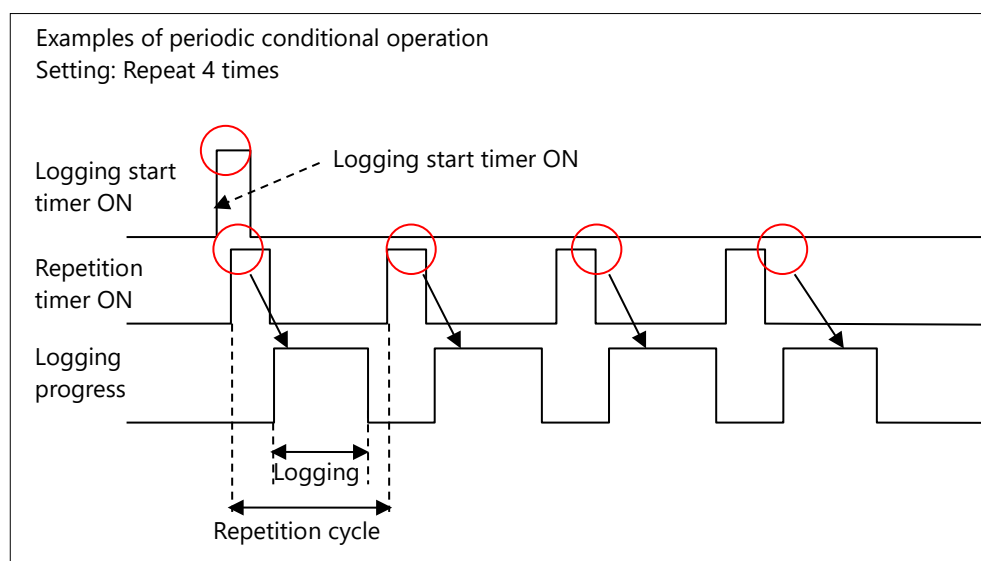 Examples of periodic conditional operation
Setting: Repeat 4 times
Logging start timer ON
Logging start
timer ON
Repetition
timer ON
Logging
progress
Logging
Repetition cycle